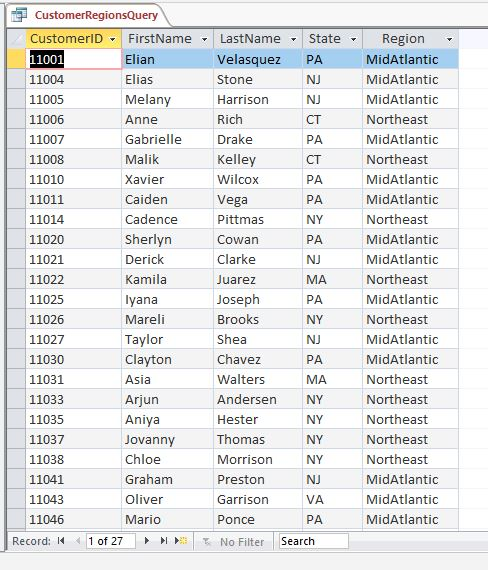 CustomerRegionsQuery
CustomerID FirstName LastName State Region
11001 Elian Velasquez PA MidAtlantic
11004 Elias Stone NJ MidAtlantic
11005 Melany Harrison NJ MidAtlantic
11006 Anne Rich CT Northeast
11007 Gabrielle Drake PA MidAtlantic
11008 Malik Kelley CT Northeast
11010 Xavier Wilcox PA MidAtlantic
11011 Caiden Vega PA MidAtlantic
11014 Cadence Pittmas NY Northeast
11020 Sherlyn Cowan PA MidAtlantic
11021 Derick Clarke NJ MidAtlantic
11022 Kamila Juarez MA Northeast
11025 Iyana Joseph PA MidAtlantic
11026 Mareli Brooks NY Northeast
11027 Taylor Shea NJ MidAtlantic
11030 Clayton Chavez PA MidAtlantic
11031 Asia Walters MA Northeast
11033 Arjun Andersen NY Northeast
11035 Aniya Hester NY Northeast
11037 Jovanny Thomas NY Northeast
11038 Chloe Morrison NY Northeast
11041 Graham Preston NJ MidAtlantic
11043 Oliver Garrison VA MidAtlantic
11046 Mario Ponce PA MidAtlantic
Record: 1 of 27 No Filter Search